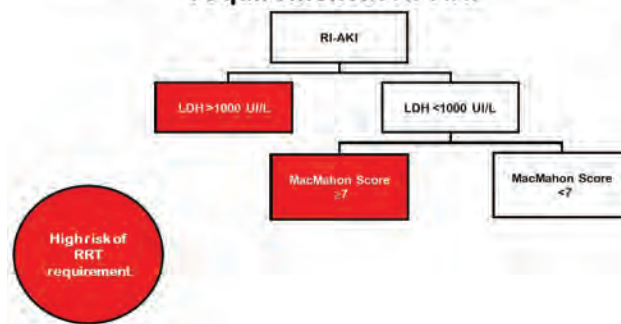 RI-AKI
LDH >1000 UI/L
LDH <1000 UI/L
MacMahon Score
≥7
MacMahon Score
<7
High risk of
RRT
requirement